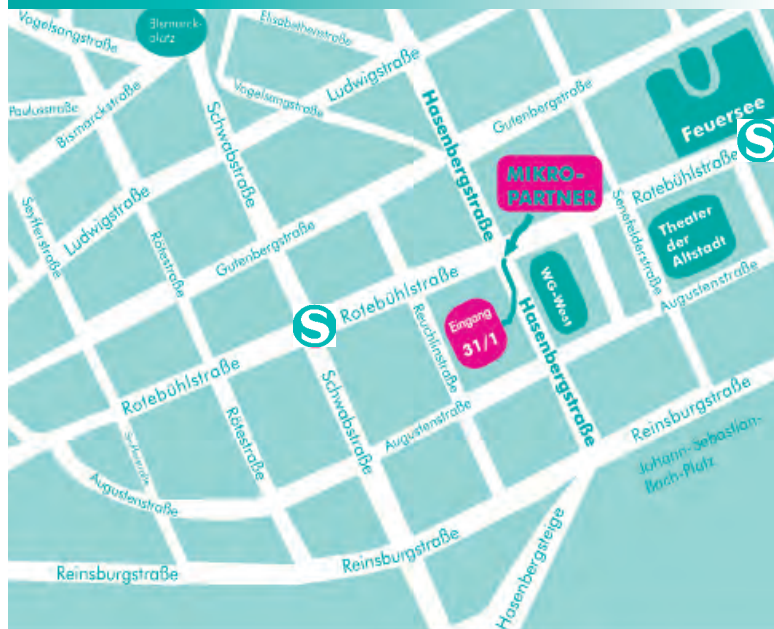 Vogelsangstraße
Bismarck-
platz
Elisabethenstraße
Paulusstraße
Bismarckstraße
Vogelsangstraße
Ludwigstraße
Hasenbergstraße
Gutenbergstraße
Feuersee
S
Schwabstraße
MIKRO-
PARTNER
Rotebühlstraße
Seyfferstraße
Ludwigstraße
Rötestraße
Gutenbergstraße
Senefelderstraße
Theater
der
Altstadt
Augustenstraße
WG-West
Rotebühlstraße
S
Reuchlinstraße
Eingang
31/1
Hasenbergstraße
Rotebühlstraße
Schwabstraße
Rötestraße
Augustenstraße
Reinsburgstraße
Johann-Sebastian-
Bach-Platz
Augustenstraße
Reinsburgstraße
Reinsburgstraße
Hasenbergsteige